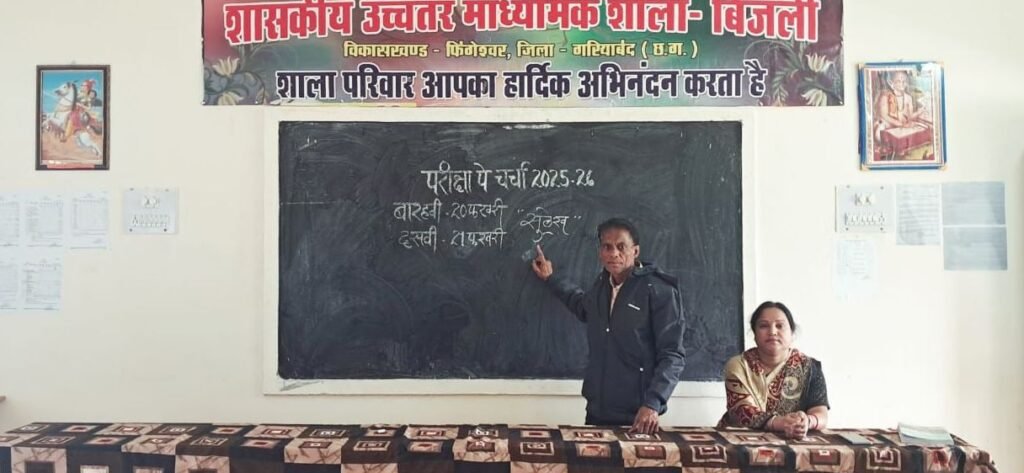 शासकीय उच्चतर माध्यमिक शाला- बिजली
विकासखण्ड - फिंगेश्वर, जिला - गरियाबंद ( छ.ग. )
शाला परिवार आपका हार्दिक अभिनंदन करता है
परीक्षा पे चर्चा 2025-26
बारहवी - 20 फरवरी "सुलेख"
दसवी - 21 फरवरी